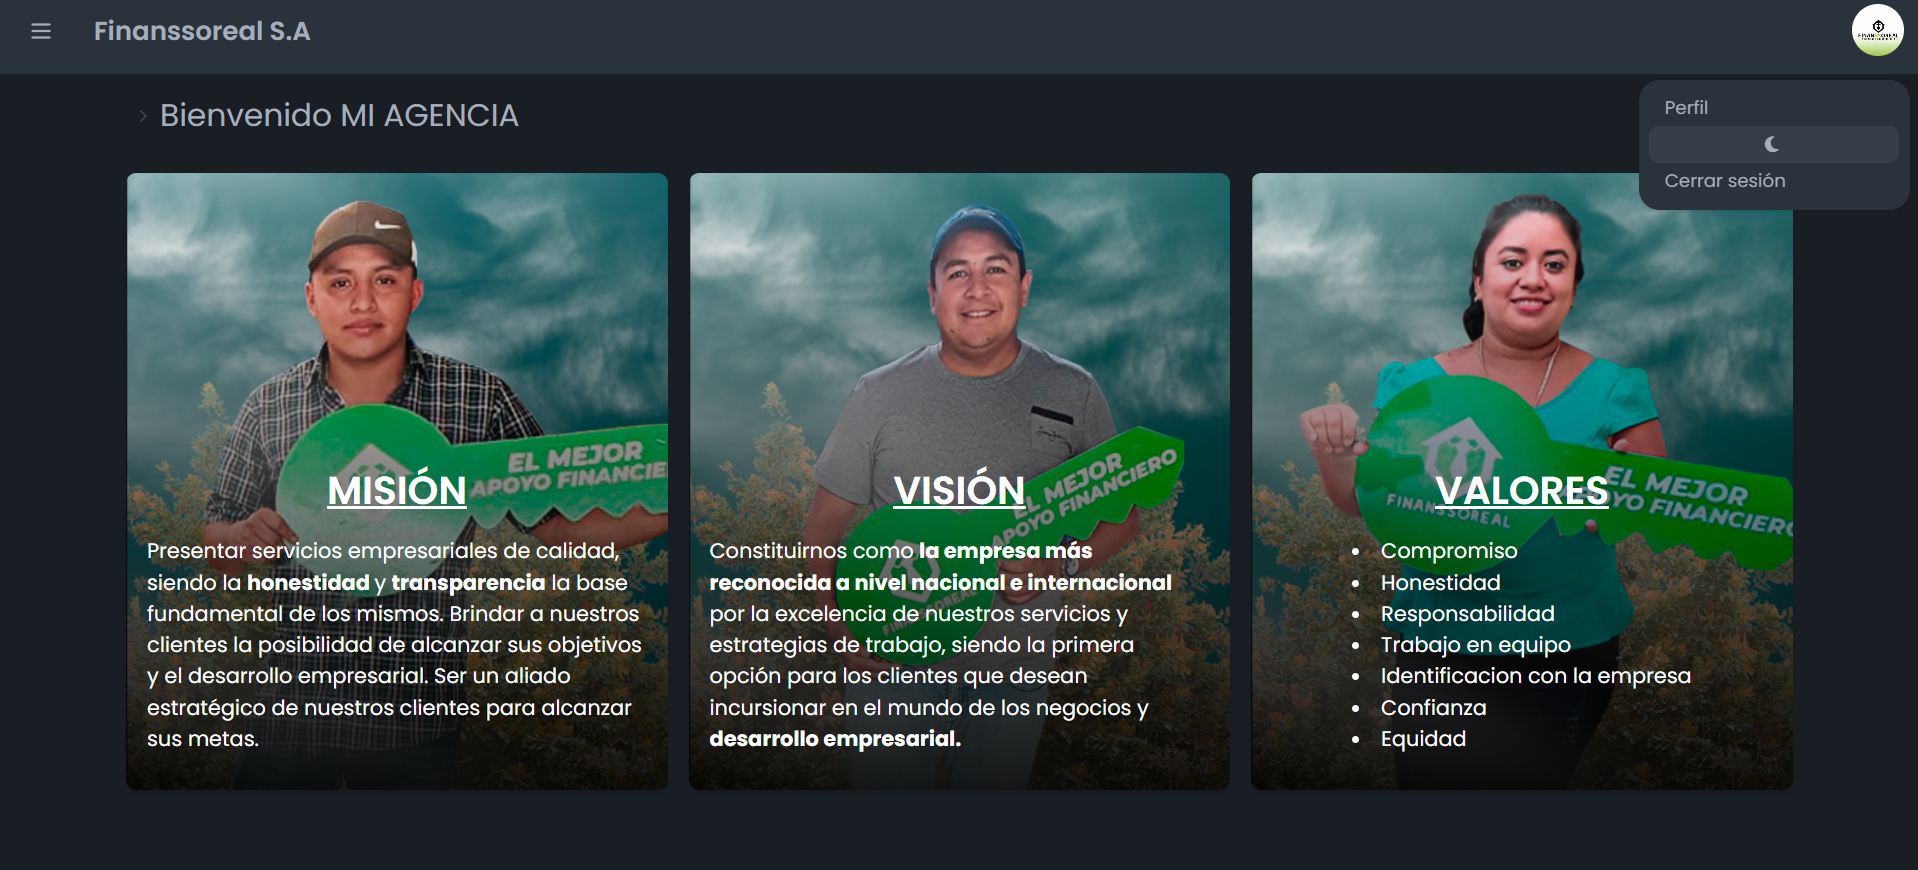 Finanssoreal S.A
FINANSSOREAL
Perfil
Cerrar sesión
Bienvenido MI AGENCIA
EL MEJOR
APOYO FINANCIE
MISIÓN
Presentar servicios empresariales de calidad,
siendo la honestidad y transparencia la base
fundamental de los mismos. Brindar a nuestros
clientes la posibilidad de alcanzar sus objetivos
y el desarrollo empresarial. Ser un aliado
estratégico de nuestros clientes para alcanzar
sus metas.
EL MEJOR
APOYO FINANCIERO
VISIÓN
Constituirnos como la empresa más
reconocida a nivel nacional e internacional
por la excelencia de nuestros servicios y
estrategias de trabajo, siendo la primera
opción para los clientes que desean
incursionar en el mundo de los negocios y
desarrollo empresarial.
EL MEJOR
POYO FINANCIERO
FINANSSOREAL
VALORES
Compromiso
Honestidad
Responsabilidad
Trabajo en equipo
Identificacion con la empresa
Confianza
Equidad